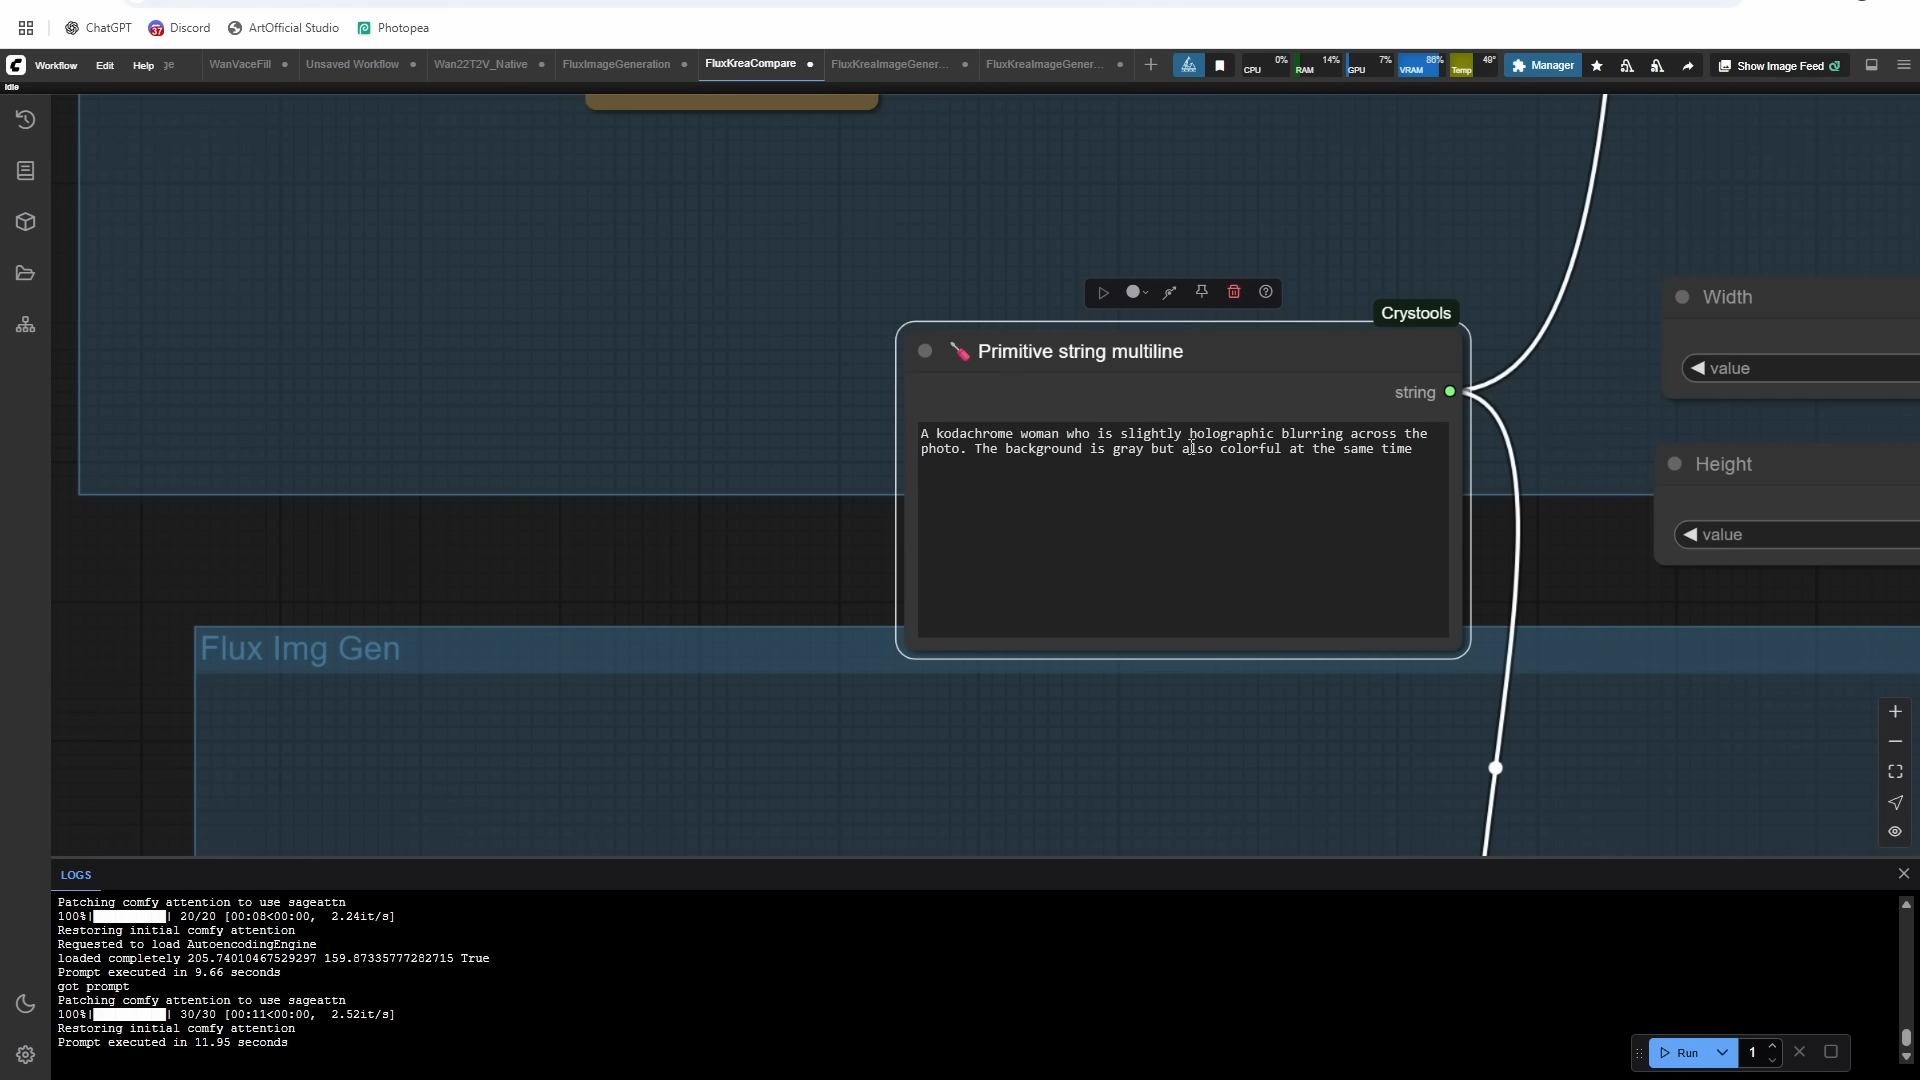 ChatGPT
37
Discord
ArtOfficial Studio
Photopea
Workflow
Edit
Help
ge
WanVaceFill
Unsaved Workflow
Wan22T2V_Native
FluxImageGeneration
FluxKreaCompare
FluxKreaImageGener...
FluxKreaImageGener...
CPU 0%
RAM 14%
GPU 7%
VRAM 86%
Temp 40°
Manager
Show Image Feed
Idle
Crystools
Primitive string multiline
string
A kodachrome woman who is slightly holographic blurring across the
photo. The background is gray but also colorful at the same time
Width
value
Height
value
Flux Img Gen
LOGS
Patching comfy attention to use sageattn
100%|██████████| 20/20 [00:08<00:00, 2.24it/s]
Restoring initial comfy attention
Requested to load AutoencodingEngine
loaded completely 205.74010467529297 159.87335777282715 True
Prompt executed in 9.66 seconds
got prompt
Patching comfy attention to use sageattn
100%|██████████| 30/30 [00:11<00:00, 2.52it/s]
Restoring initial comfy attention
Prompt executed in 11.95 seconds
Run
1